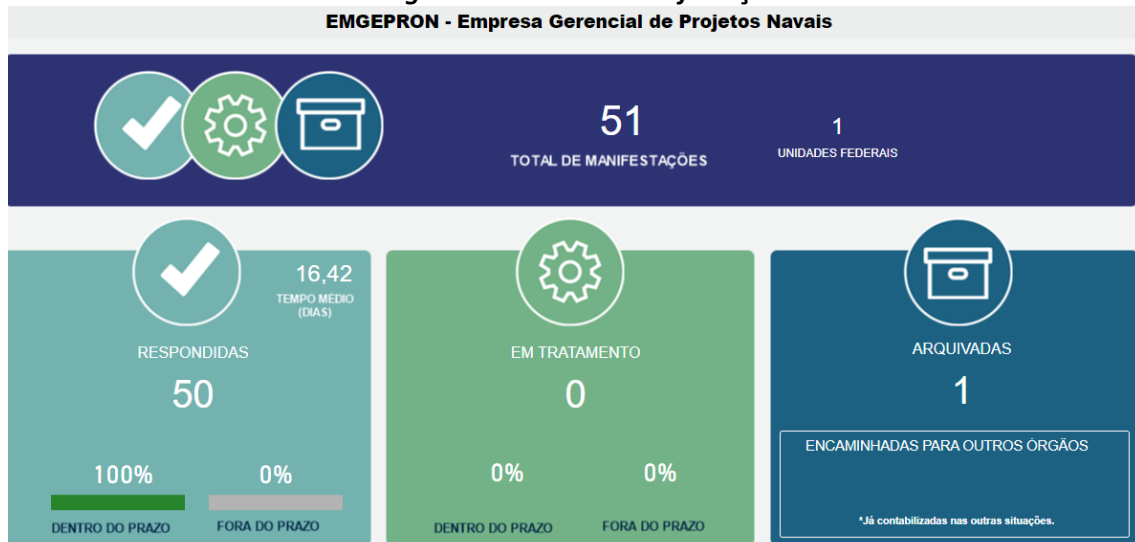 EMGEPRON - Empresa Gerencial de Projetos Navais
51
TOTAL DE MANIFESTAÇÕES
1
UNIDADES FEDERAIS
16,42
TEMPO MÉDIO
(DIAS)
RESPONDIDAS
50
100%
0%
DENTRO DO PRAZO
FORA DO PRAZO
EM TRATAMENTO
0
0%
0%
DENTRO DO PRAZO
FORA DO PRAZO
ARQUIVADAS
1
ENCAMINHADAS PARA OUTROS ÓRGÃOS
*Já contabilizadas nas outras situações.